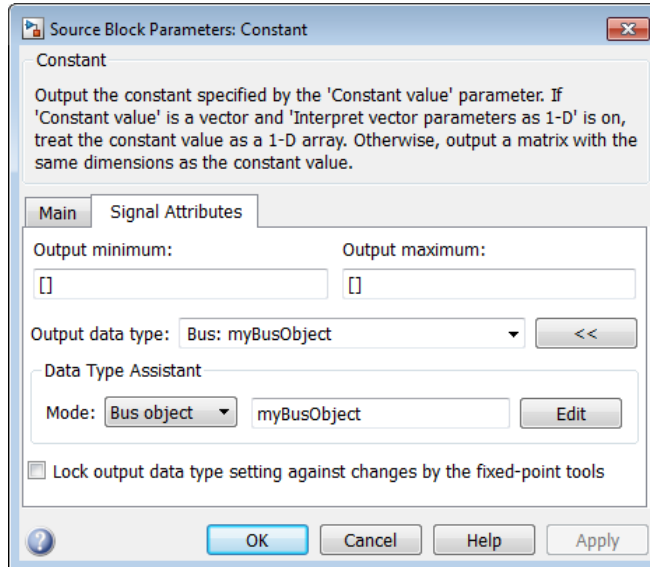 Source Block Parameters: Constant
Constant
Output the constant specified by the 'Constant value' parameter. If
'Constant value' is a vector and 'Interpret vector parameters as 1-D' is on,
treat the constant value as a 1-D array. Otherwise, output a matrix with the
same dimensions as the constant value.
Main Signal Attributes
Output minimum: Output maximum:
[] []
Output data type: Bus: myBusObject <<
Data Type Assistant
Mode: Bus object myBusObject Edit
Lock output data type setting against changes by the fixed-point tools
? OK Cancel Help Apply